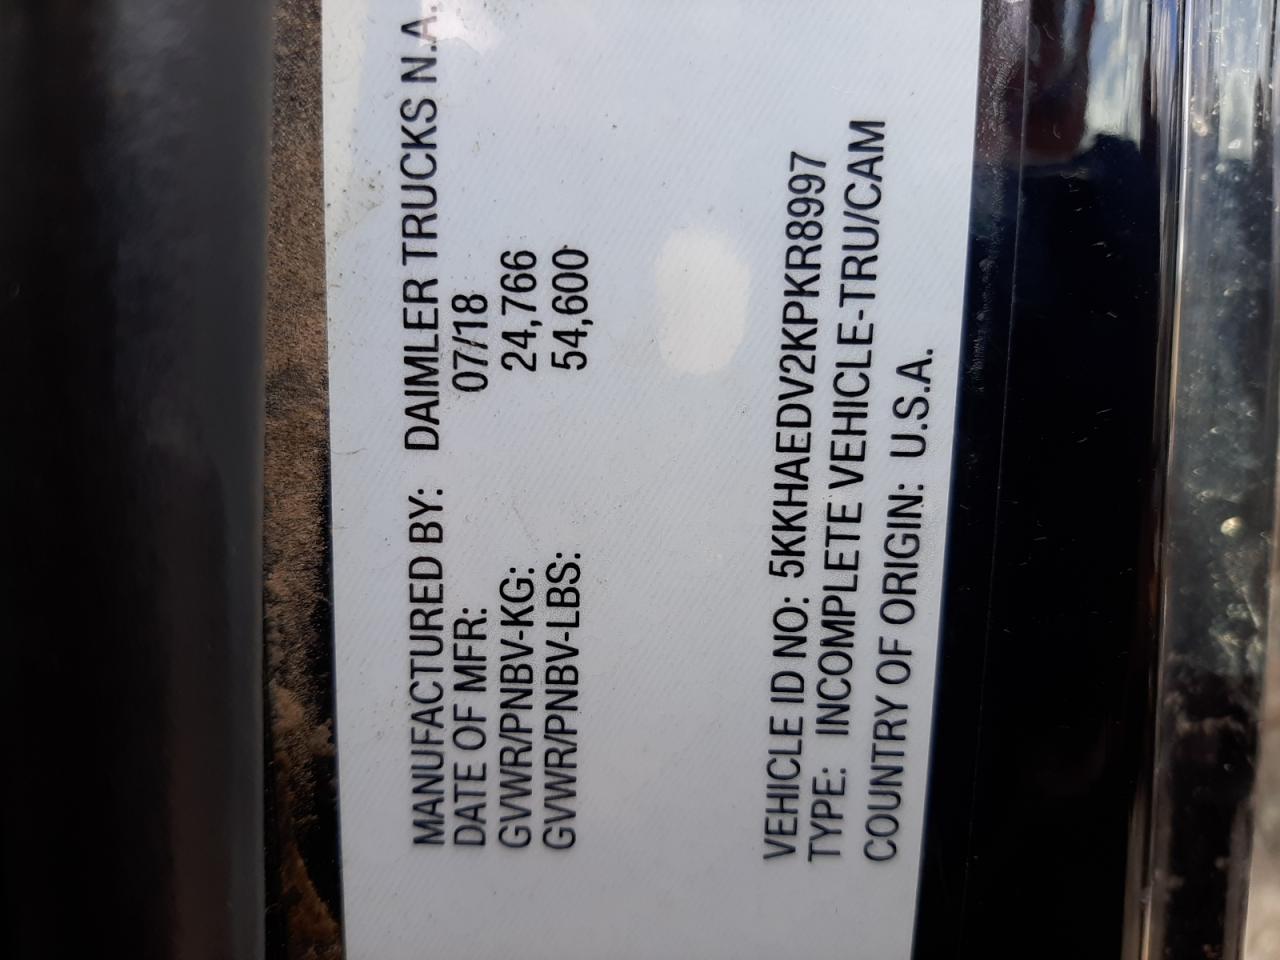 MANUFACTURED BY: DAIMLER TRUCKS N.A.
DATE OF MFR: 07/18
GVWR/PNBV-KG: 24,766
GVWR/PNBV-LBS: 54,600
VEHICLE ID NO: 5KKHAEDV2KPKR8997
TYPE: INCOMPLETE VEHICLE-TRU/CAM
COUNTRY OF ORIGIN: U.S.A.